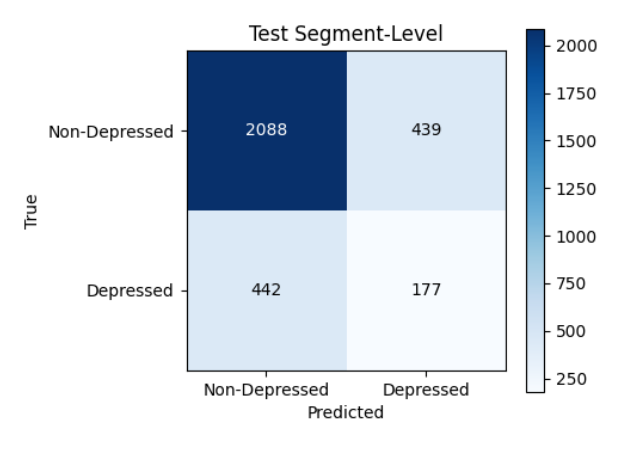 Test Segment-Level
True
Non-Depressed
2088
439
Depressed
442
177
Non-Depressed
Depressed
Predicted
2000
1750
1500
1250
1000
750
500
250